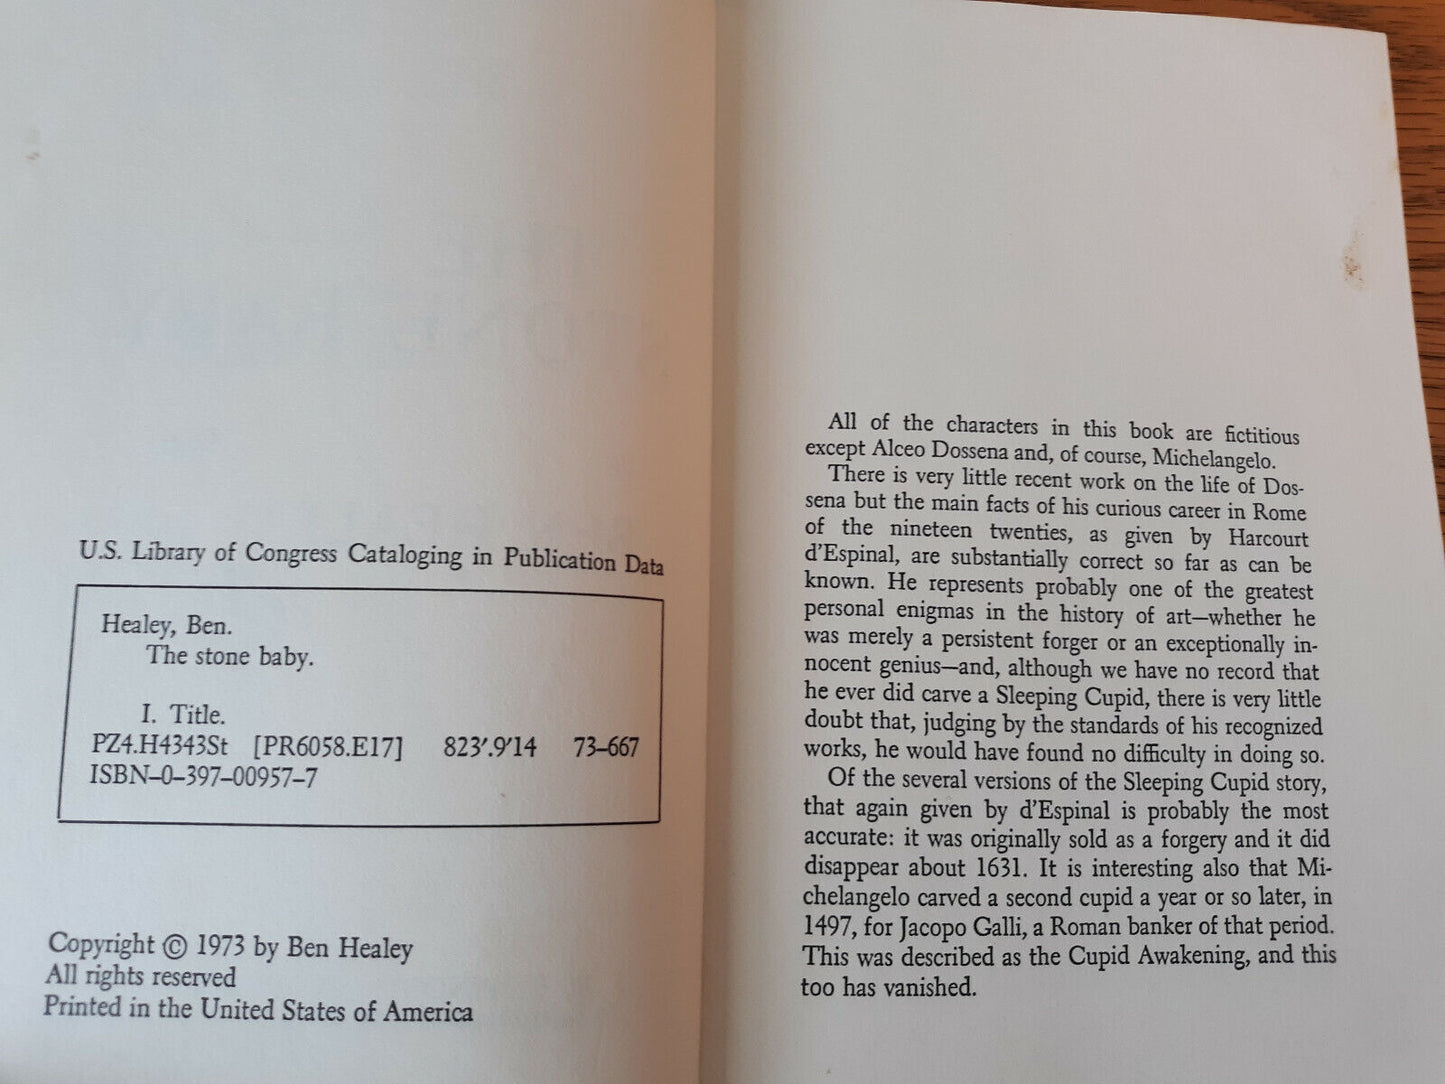 U.S. Library of Congress Cataloging in Publication Data
Healey, Ben.
The stone baby.
I. Title.
PZ4.H4343St [PR6058.E17] 823'.9'14 73–667
ISBN–0–397–00957–7
Copyright © 1973 by Ben Healey
All rights reserved
Printed in the United States of America
All of the characters in this book are fictitious
except Alceo Dossena and, of course, Michelangelo.
There is very little recent work on the life of Dos-
sena but the main facts of his curious career in Rome
of the nineteen twenties, as given by Harcourt
d'Espinal, are substantially correct so far as can be
known. He represents probably one of the greatest
personal enigmas in the history of art—whether he
was merely a persistent forger or an exceptionally in-
nocent genius—and, although we have no record that
he ever did carve a Sleeping Cupid, there is very little
doubt that, judging by the standards of his recognized
works, he would have found no difficulty in doing so.
Of the several versions of the Sleeping Cupid story,
that again given by d'Espinal is probably the most
accurate: it was originally sold as a forgery and it did
disappear about 1631. It is interesting also that Mi-
chelangelo carved a second cupid a year or so later, in
1497, for Jacopo Galli, a Roman banker of that period.
This was described as the Cupid Awakening, and this
too has vanished.